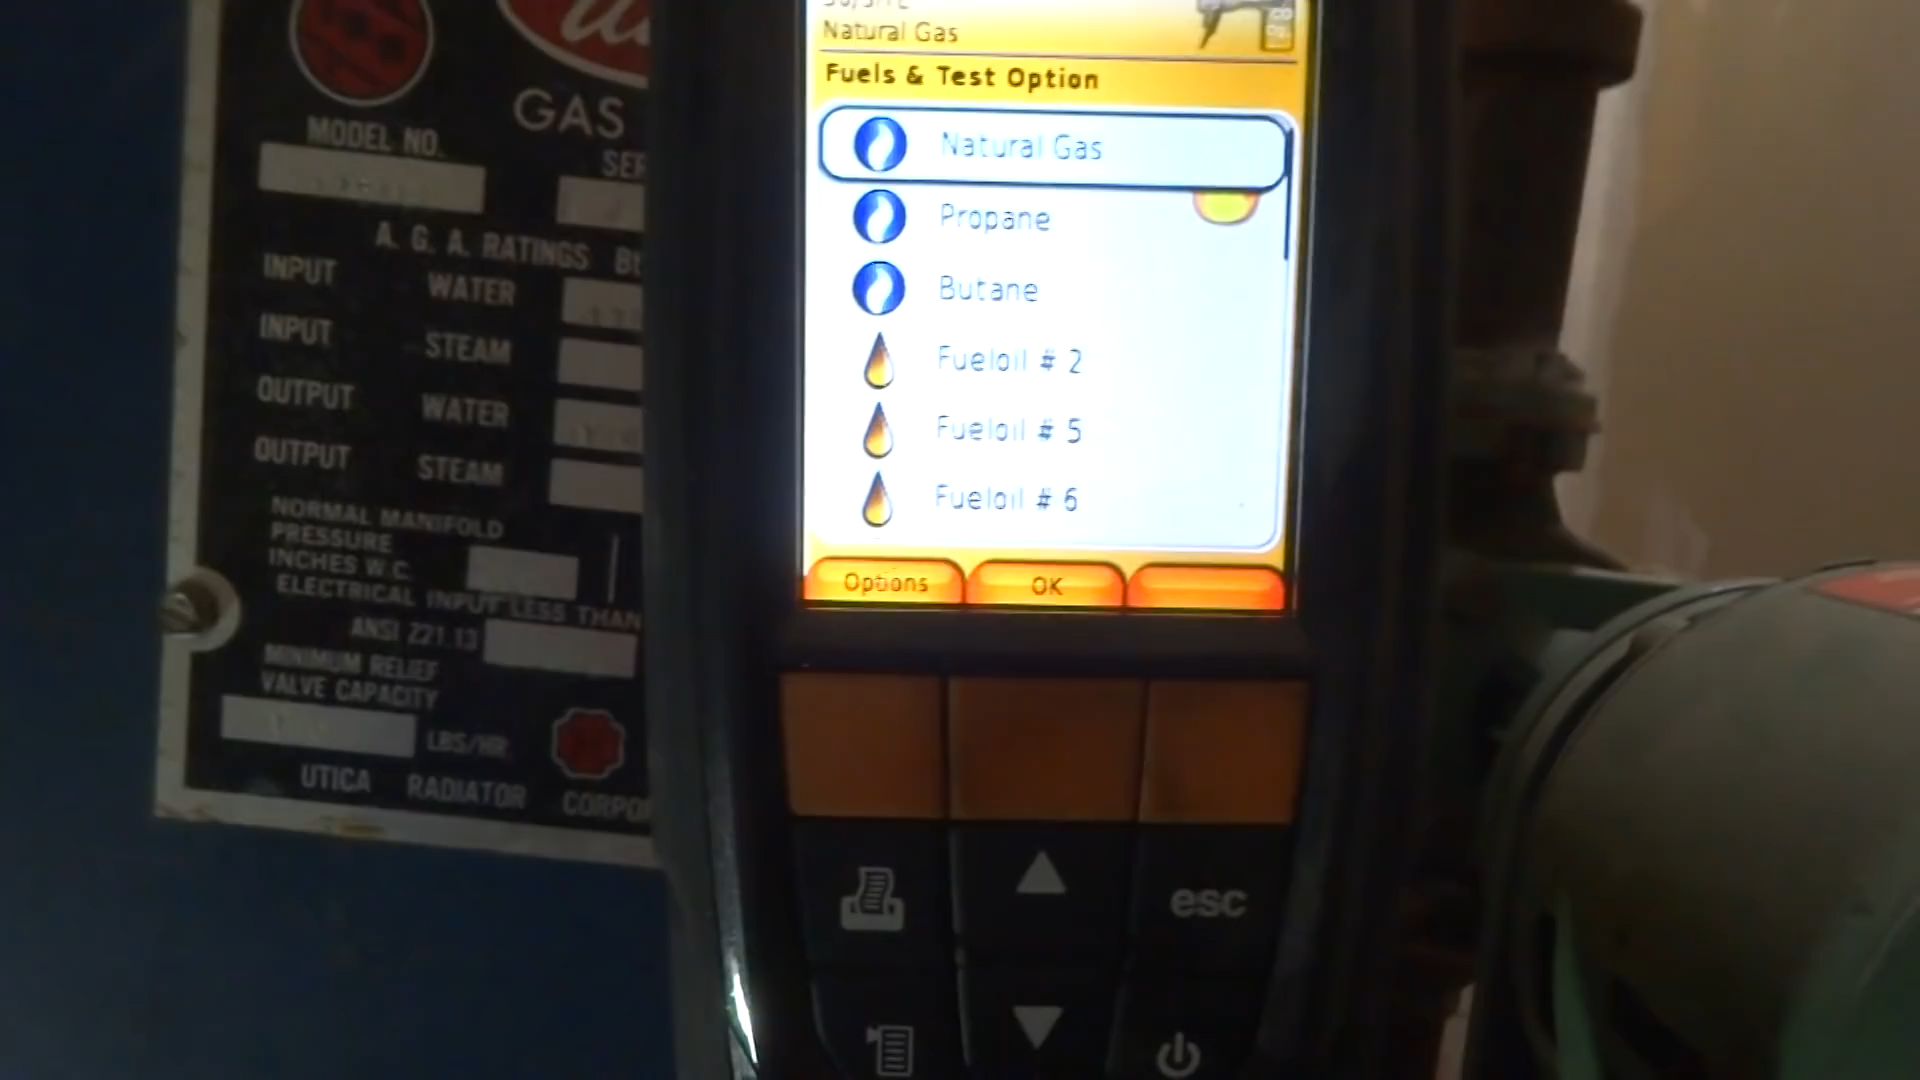 GAS
MODEL NO.
SER
A. G. A. RATINGS
INPUT WATER
INPUT STEAM
OUTPUT WATER
OUTPUT STEAM
NORMAL MANIFOLD
PRESSURE
INCHES W.C.
ELECTRICAL INPUT LESS THAN
ANSI Z21.13
MINIMUM RELIEF
VALVE CAPACITY
LBS/HR.
UTICA RADIATOR CORPO
Natural Gas
Fuels & Test Option
Natural Gas
Propane
Butane
Fueloil # 2
Fueloil # 5
Fueloil # 6
Options OK
esc